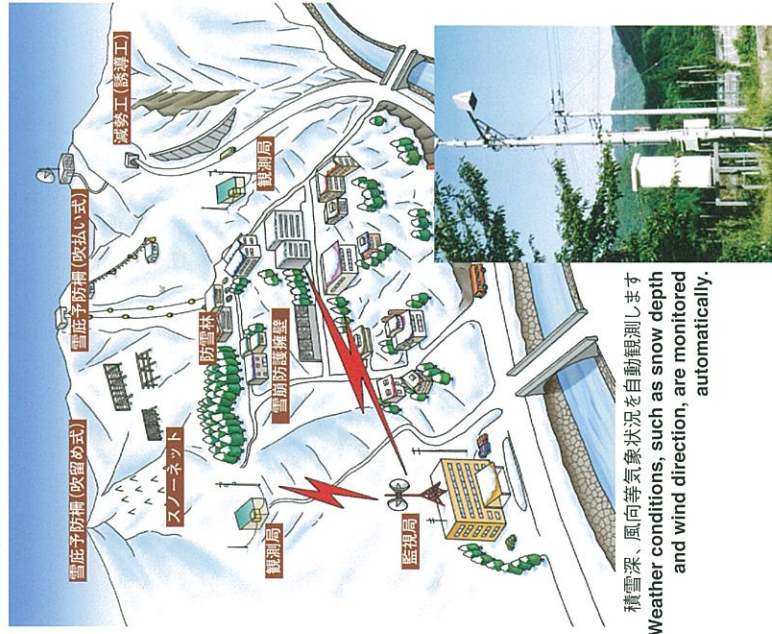 雪庇予防柵(吹留め式)
雪庇予防柵(吹払い式)
減勢工(誘導工)
スノーネット
防雪林
観測局
観測局
雪崩防護擁壁
監視局
積雪深、風向等気象状況を自動観測します
Weather conditions, such as snow depth
and wind direction, are monitored
automatically.